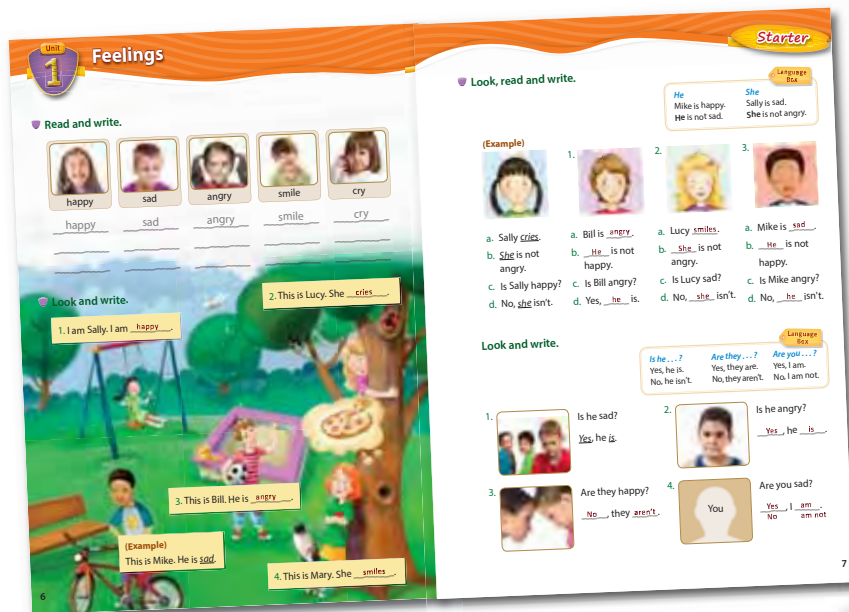 Unit
1
Feelings
Read and write.
happy sad angry smile cry
happy sad angry smile cry
Look and write.
1. I am Sally. I am happy.
2. This is Lucy. She cries.
3. This is Bill. He is angry.
(Example)
This is Mike. He is sad.
4. This is Mary. She smiles.
6
Starter
Look, read and write.
Language
Box
He
Mike is happy.
He is not sad.
She
Sally is sad.
She is not angry.
(Example)
a. Sally cries.
b. She is not
angry.
c. Is Sally happy?
d. No, she isn't.
1.
a. Bill is angry.
b. He is not
happy.
c. Is Bill angry?
d. Yes, he is.
2.
a. Lucy smiles.
b. She is not
angry.
c. Is Lucy sad?
d. No, she isn't.
3.
a. Mike is sad.
b. He is not
happy.
c. Is Mike angry?
d. No, he isn't.
Look and write.
Language
Box
Is he . . . ?
Yes, he is.
No, he isn't.
Are they . . . ?
Yes, they are.
No, they aren't.
Are you . . . ?
Yes, I am.
No, I am not.
1.
Is he sad?
Yes, he is.
2.
Is he angry?
Yes, he is.
3.
Are they happy?
No, they aren't.
4.
You
Are you sad?
Yes, I am.
No am not
7